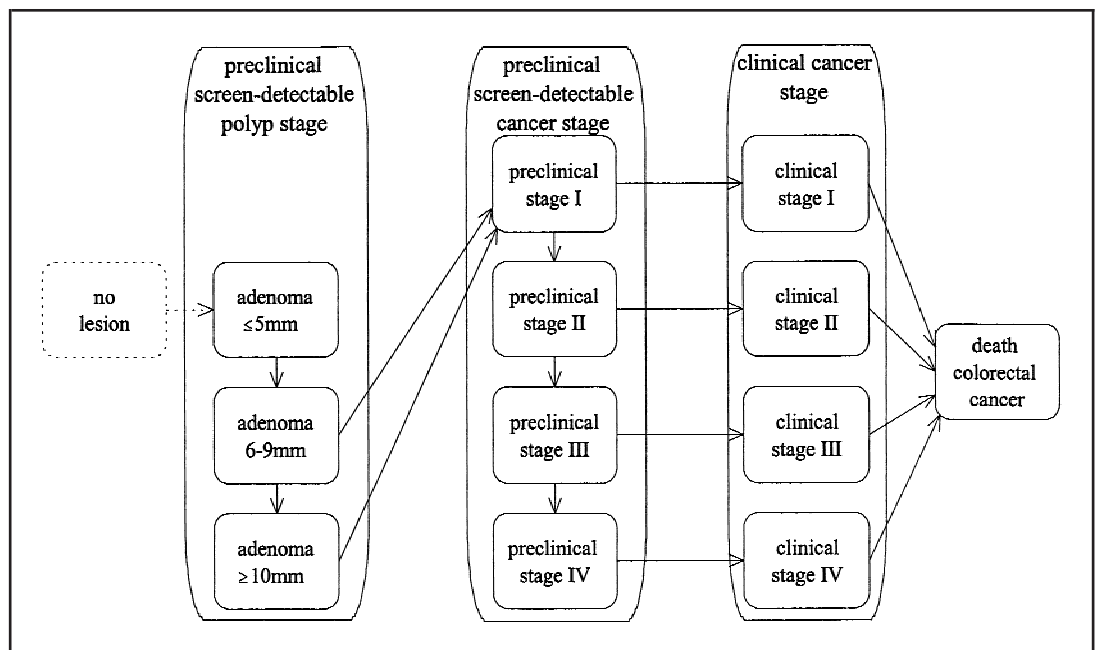 preclinical
screen-detectable
polyp stage
preclinical
screen-detectable
cancer stage
clinical cancer
stage
no
lesion
adenoma
≤5mm
adenoma
6-9mm
adenoma
≥10mm
preclinical
stage I
preclinical
stage II
preclinical
stage III
preclinical
stage IV
clinical
stage I
clinical
stage II
clinical
stage III
clinical
stage IV
death
colorectal
cancer